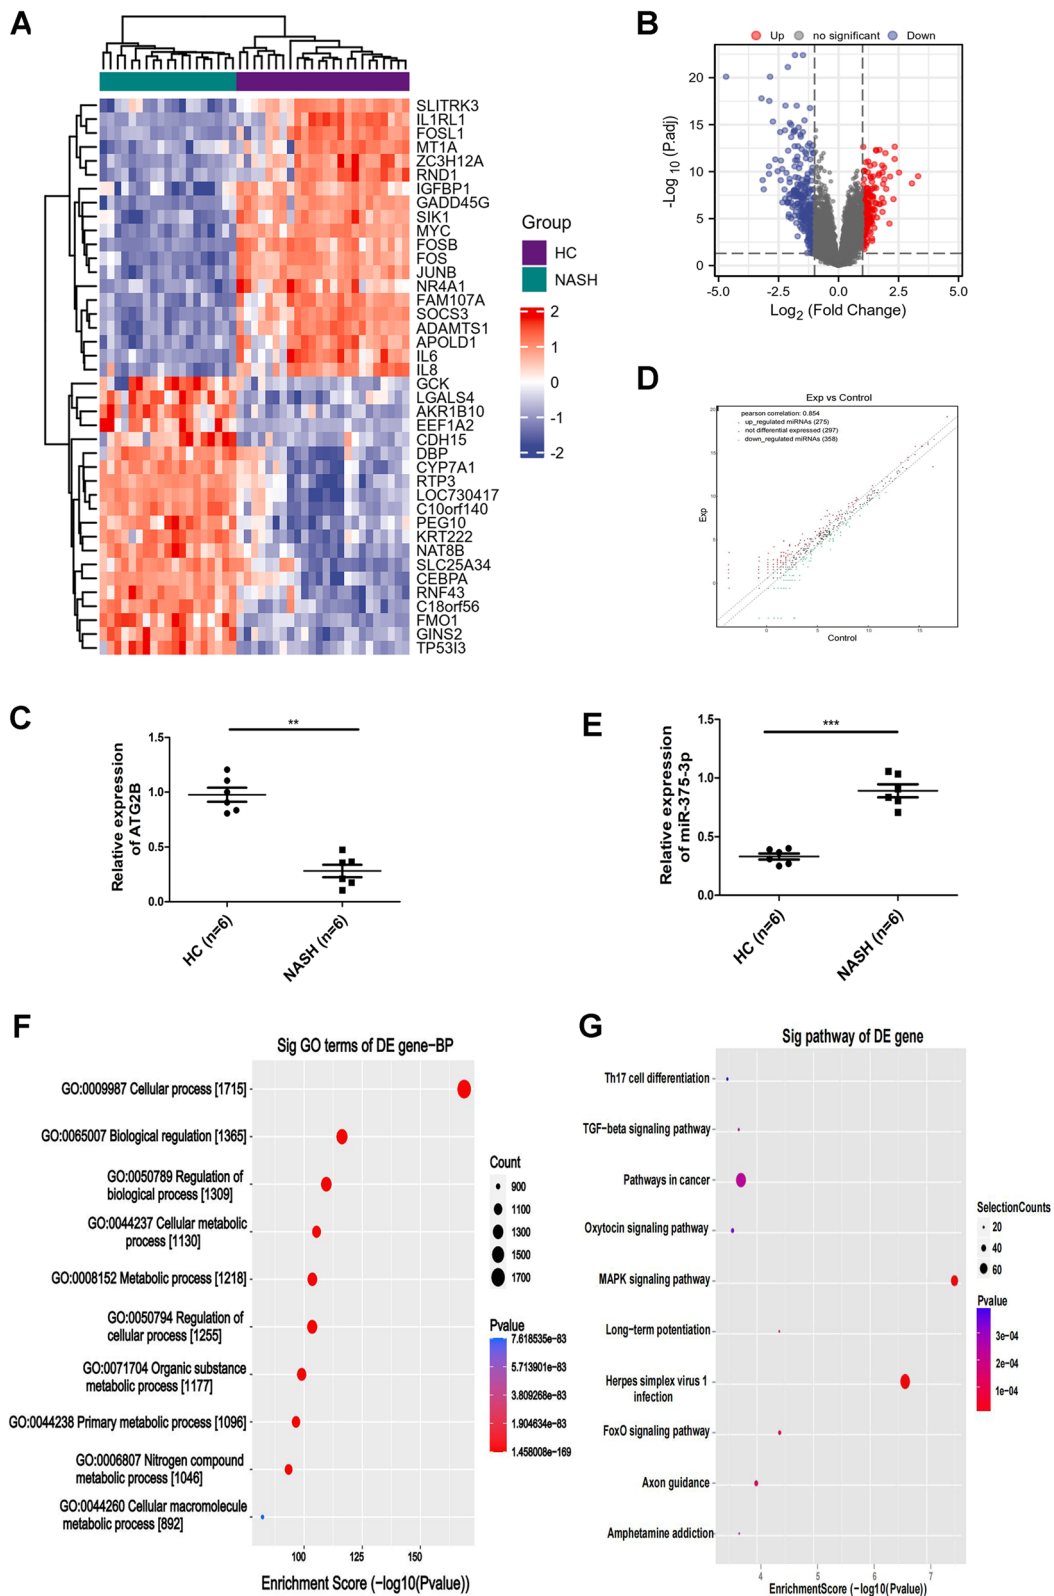 A
SLITRK3
IL1RL1
FOSL1
MT1A
ZC3H12A
RND1
IGFBP1
GADD45G
SIK1
MYC
FOSB
FOS
JUNB
NR4A1
FAM107A
SOCS3
ADAMTS1
APOLD1
IL6
IL8
GCK
LGALS4
AKR1B10
EEF1A2
CDH15
DBP
CYP7A1
RTP3
LOC730417
C10orf140
PEG10
KRT222
NAT8B
SLC25A34
CEBPA
RNF43
C18orf56
FMO1
GINS2
TP53I3
Group
HC
NASH
2
1
0
-1
-2
B
Up no significant Down
-Log10 (P.adj)
20
15
10
5
0
-5.0 -2.5 0.0 2.5 5.0
Log2 (Fold Change)
D
Exp vs Control
pearson correlation: 0.854
up_regulated miRNAs (275)
not differential expressed (297)
down_regulated miRNAs (358)
Exp
20
15
10
5
0
0 5 10 15
Control
C
**
Relative expression
of ATG2B
1.5
1.0
0.5
0.0
HC (n=6)
NASH (n=6)
E
***
Relative expression
of miR-375-3p
1.5
1.0
0.5
0.0
HC (n=6)
NASH (n=6)
F
Sig GO terms of DE gene-BP
GO:0009987 Cellular process [1715]
GO:0065007 Biological regulation [1365]
GO:0050789 Regulation of
biological process [1309]
GO:0044237 Cellular metabolic
process [1130]
GO:0008152 Metabolic process [1218]
GO:0050794 Regulation of
cellular process [1255]
GO:0071704 Organic substance
metabolic process [1177]
GO:0044238 Primary metabolic process [1096]
GO:0006807 Nitrogen compound
metabolic process [1046]
GO:0044260 Cellular macromolecule
metabolic process [892]
100 125 150
Enrichment Score (−log10(Pvalue))
Count
900
1100
1300
1500
1700
Pvalue
7.618535e−83
5.713901e−83
3.809268e−83
1.904634e−83
1.458008e−169
G
Sig pathway of DE gene
Th17 cell differentiation
TGF−beta signaling pathway
Pathways in cancer
Oxytocin signaling pathway
MAPK signaling pathway
Long−term potentiation
Herpes simplex virus 1
infection
FoxO signaling pathway
Axon guidance
Amphetamine addiction
4 5 6 7
EnrichmentScore (−log10(Pvalue))
SelectionCounts
20
40
60
Pvalue
3e−04
2e−04
1e−04